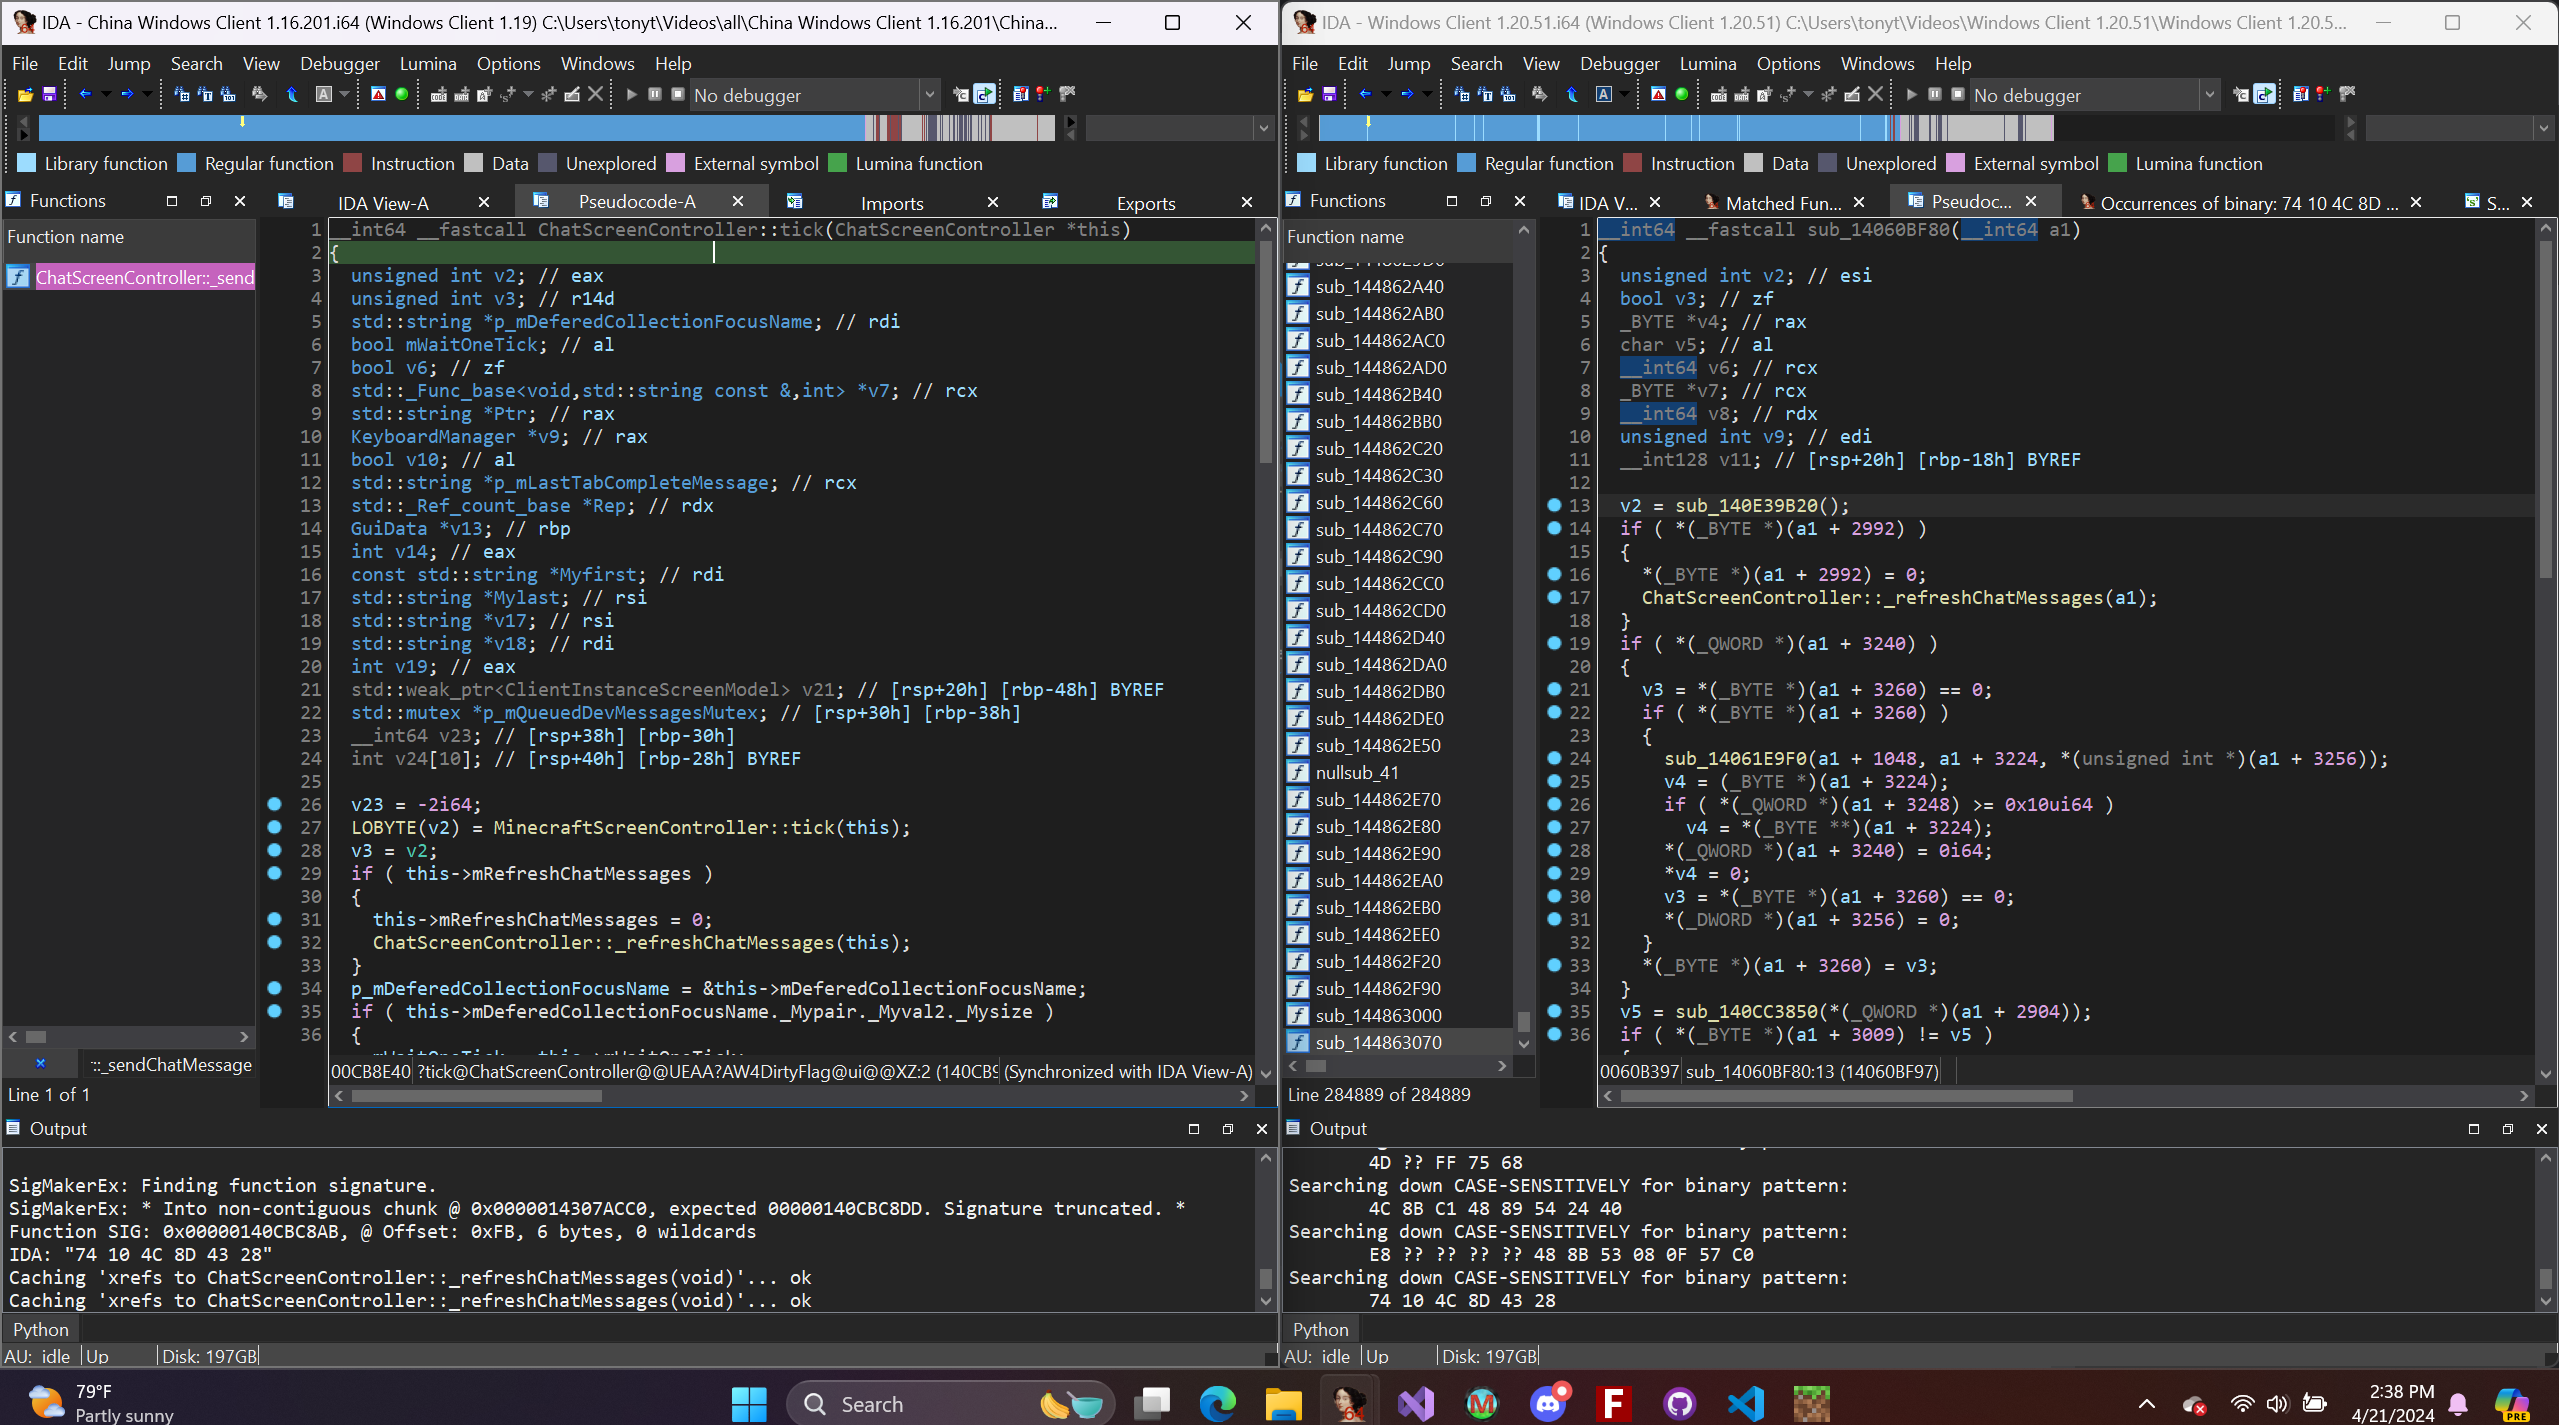 IDA - China Windows Client 1.16.201.i64 (Windows Client 1.19) C:\Users\tonyt\Videos\all\China Windows Client 1.16.201\China...
File Edit Jump Search View Debugger Lumina Options Windows Help
No debugger
Library function Regular function Instruction Data Unexplored External symbol Lumina function
Functions
IDA View-A
Pseudocode-A
Imports
Exports
Function name
ChatScreenController::_send
::_sendChatMessage
Line 1 of 1
1 __int64 __fastcall ChatScreenController::tick(ChatScreenController *this)
2 {
3 unsigned int v2; // eax
4 unsigned int v3; // r14d
5 std::string *p_mDeferedCollectionFocusName; // rdi
6 bool mWaitOneTick; // al
7 bool v6; // zf
8 std::_Func_base<void,std::string const &,int> *v7; // rcx
9 std::string *Ptr; // rax
10 KeyboardManager *v9; // rax
11 bool v10; // al
12 std::string *p_mLastTabCompleteMessage; // rcx
13 std::_Ref_count_base *Rep; // rdx
14 GuiData *v13; // rbp
15 int v14; // eax
16 const std::string *Myfirst; // rdi
17 std::string *Mylast; // rsi
18 std::string *v17; // rsi
19 std::string *v18; // rdi
20 int v19; // eax
21 std::weak_ptr<ClientInstanceScreenModel> v21; // [rsp+20h] [rbp-48h] BYREF
22 std::mutex *p_mQueuedDevMessagesMutex; // [rsp+30h] [rbp-38h]
23 __int64 v23; // [rsp+38h] [rbp-30h]
24 int v24[10]; // [rsp+40h] [rbp-28h] BYREF
25
26 v23 = -2i64;
27 LOBYTE(v2) = MinecraftScreenController::tick(this);
28 v3 = v2;
29 if ( this->mRefreshChatMessages )
30 {
31 this->mRefreshChatMessages = 0;
32 ChatScreenController::_refreshChatMessages(this);
33 }
34 p_mDeferedCollectionFocusName = &this->mDeferedCollectionFocusName;
35 if ( this->mDeferedCollectionFocusName._Mypair._Myval2._Mysize )
36 {
00CB8E40 ?tick@ChatScreenController@@UEAA?AW4DirtyFlag@ui@@XZ:2 (140CB9 (Synchronized with IDA View-A)
Output
SigMakerEx: Finding function signature.
SigMakerEx: * Into non-contiguous chunk @ 0x0000014307ACC0, expected 00000140CBC8DD. Signature truncated. *
Function SIG: 0x00000140CBC8AB, @ Offset: 0xFB, 6 bytes, 0 wildcards
IDA: "74 10 4C 8D 43 28"
Caching 'xrefs to ChatScreenController::_refreshChatMessages(void)'... ok
Caching 'xrefs to ChatScreenController::_refreshChatMessages(void)'... ok
Python
AU: idle Up Disk: 197GB
IDA - Windows Client 1.20.51.i64 (Windows Client 1.20.51) C:\Users\tonyt\Videos\Windows Client 1.20.51\Windows Client 1.20.5...
File Edit Jump Search View Debugger Lumina Options Windows Help
No debugger
Library function Regular function Instruction Data Unexplored External symbol Lumina function
Functions
IDA V...
Matched Fun...
Pseudoc...
Occurrences of binary: 74 10 4C 8D ...
S...
Function name
sub_144862A40
sub_144862AB0
sub_144862AC0
sub_144862AD0
sub_144862B40
sub_144862BB0
sub_144862C20
sub_144862C30
sub_144862C60
sub_144862C70
sub_144862C90
sub_144862CC0
sub_144862CD0
sub_144862D40
sub_144862DA0
sub_144862DB0
sub_144862DE0
sub_144862E50
nullsub_41
sub_144862E70
sub_144862E80
sub_144862E90
sub_144862EA0
sub_144862EB0
sub_144862EE0
sub_144862F20
sub_144862F90
sub_144863000
sub_144863070
Line 284889 of 284889
1 __int64 __fastcall sub_14060BF80(__int64 a1)
2 {
3 unsigned int v2; // esi
4 bool v3; // zf
5 _BYTE *v4; // rax
6 char v5; // al
7 __int64 v6; // rcx
8 _BYTE *v7; // rcx
9 __int64 v8; // rdx
10 unsigned int v9; // edi
11 __int128 v11; // [rsp+20h] [rbp-18h] BYREF
12
13 v2 = sub_140E39B20();
14 if ( *(_BYTE *)(a1 + 2992) )
15 {
16 *(_BYTE *)(a1 + 2992) = 0;
17 ChatScreenController::_refreshChatMessages(a1);
18 }
19 if ( *(_QWORD *)(a1 + 3240) )
20 {
21 v3 = *(_BYTE *)(a1 + 3260) == 0;
22 if ( *(_BYTE *)(a1 + 3260) )
23 {
24 sub_14061E9F0(a1 + 1048, a1 + 3224, *(unsigned int *)(a1 + 3256));
25 v4 = (_BYTE *)(a1 + 3224);
26 if ( *(_QWORD *)(a1 + 3248) >= 0x10ui64 )
27 v4 = *(_BYTE **)(a1 + 3224);
28 *(_QWORD *)(a1 + 3240) = 0i64;
29 *v4 = 0;
30 v3 = *(_BYTE *)(a1 + 3260) == 0;
31 *(_DWORD *)(a1 + 3256) = 0;
32 }
33 *(_BYTE *)(a1 + 3260) = v3;
34 }
35 v5 = sub_140CC3850(*(_QWORD *)(a1 + 2904));
36 if ( *(_BYTE *)(a1 + 3009) != v5 )
0060B397 sub_14060BF80:13 (14060BF97)
Output
4D ?? FF 75 68
Searching down CASE-SENSITIVELY for binary pattern:
4C 8B C1 48 89 54 24 40
Searching down CASE-SENSITIVELY for binary pattern:
E8 ?? ?? ?? ?? 48 8B 53 08 0F 57 C0
Searching down CASE-SENSITIVELY for binary pattern:
74 10 4C 8D 43 28
Python
AU: idle Up Disk: 197GB
79°F
Partly sunny
Search
2:38 PM
4/21/2024